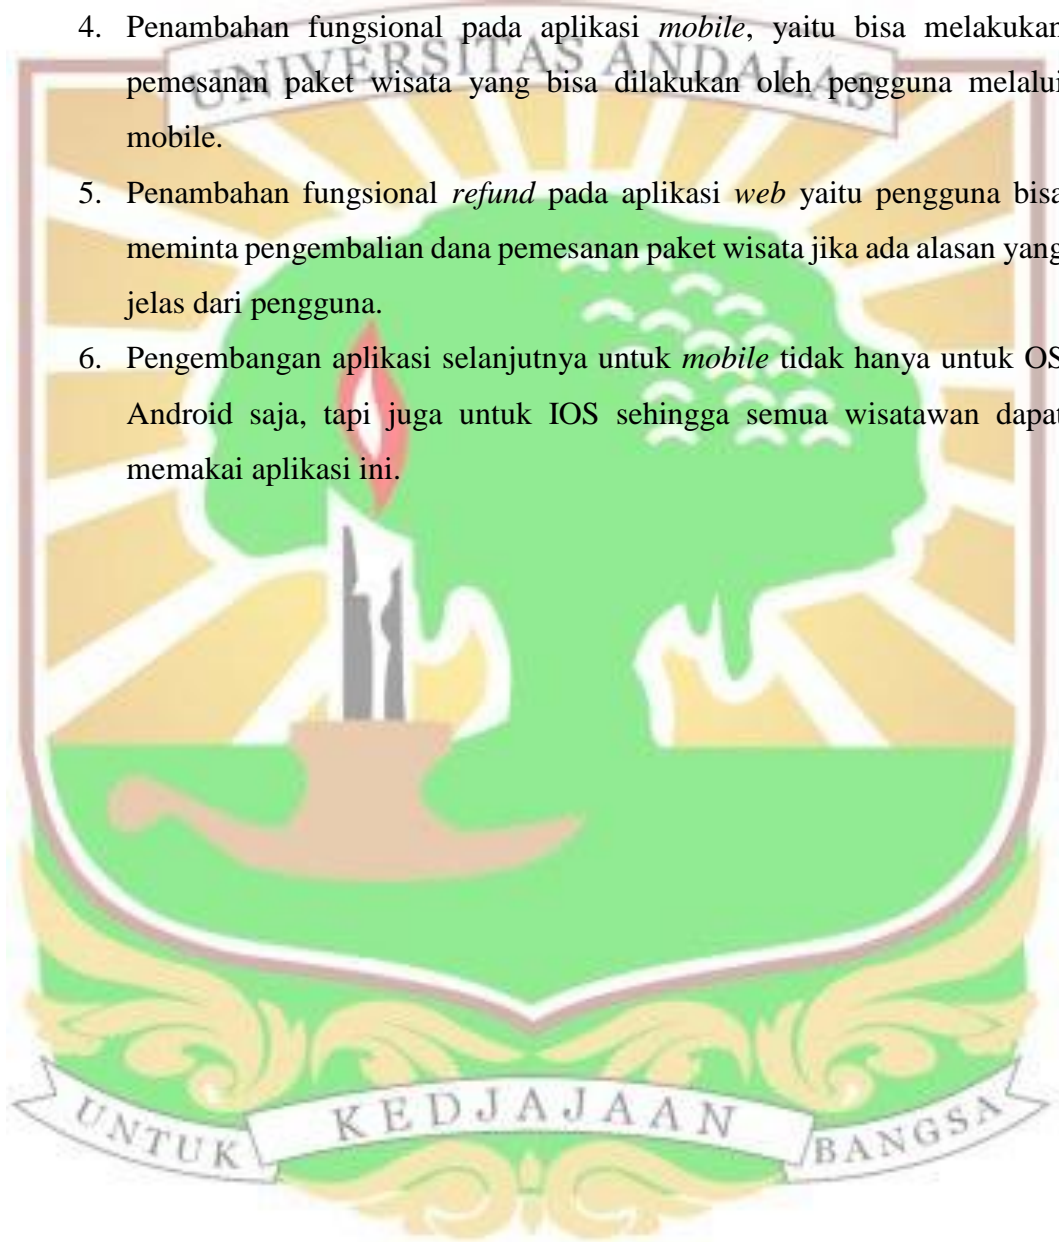 4. Penambahan fungsional pada aplikasi mobile, yaitu bisa melakukan
UNIVERSITAS ANDALAS
pemesanan paket wisata yang bisa dilakukan oleh pengguna melalui
mobile.
5. Penambahan fungsional refund pada aplikasi web yaitu pengguna bisa
meminta pengembalian dana pemesanan paket wisata jika ada alasan yang
jelas dari pengguna.
6. Pengembangan aplikasi selanjutnya untuk mobile tidak hanya untuk OS
Android saja, tapi juga untuk IOS sehingga semua wisatawan dapat
memakai aplikasi ini.
UNTUK KEDJAJAAN BANGSA